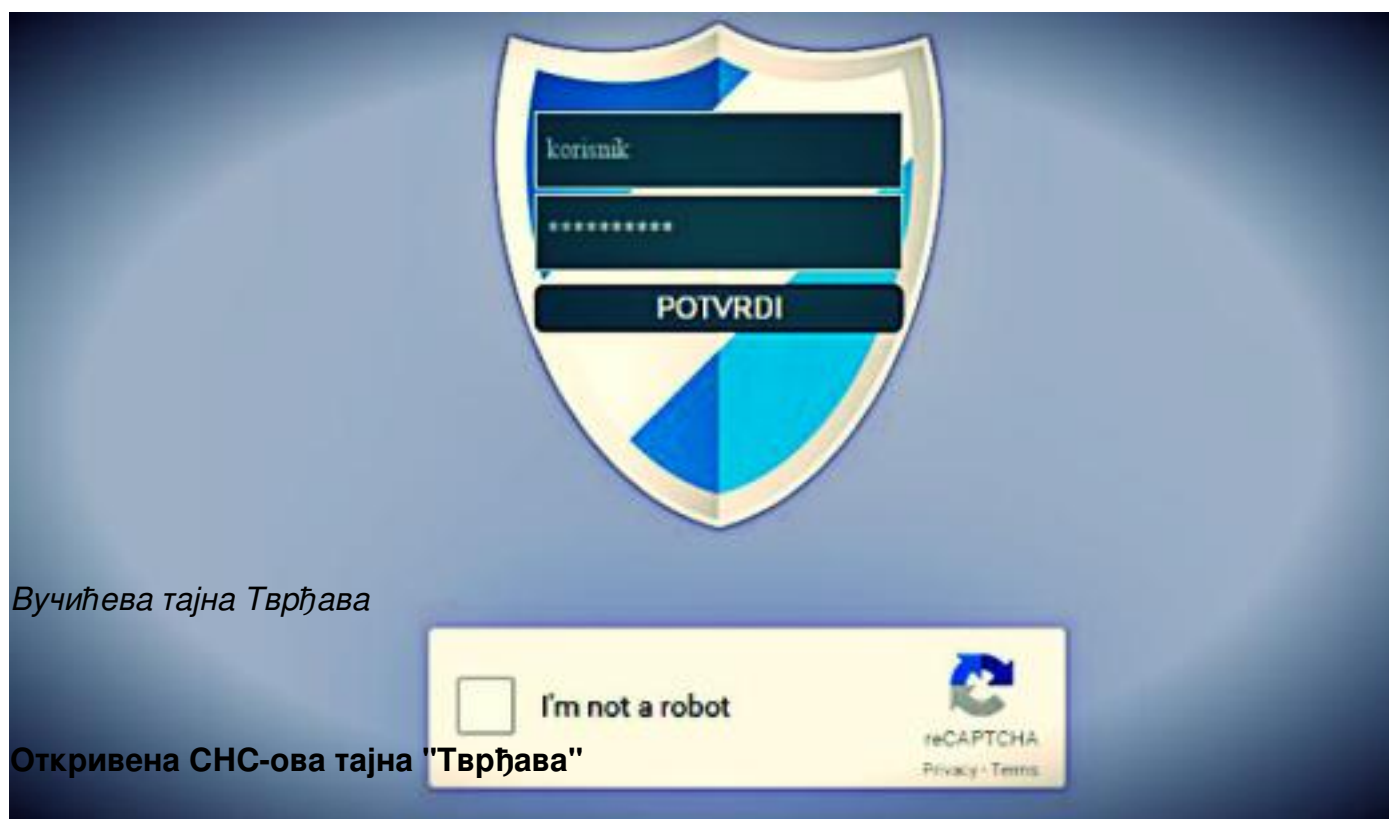 korisnik
**********
POTVRDI
Вучићева тајна Тврђава
I'm not a robot
reCAPTCHA
Privacy - Terms
Откривена СНС-ова тајна "Тврђава"